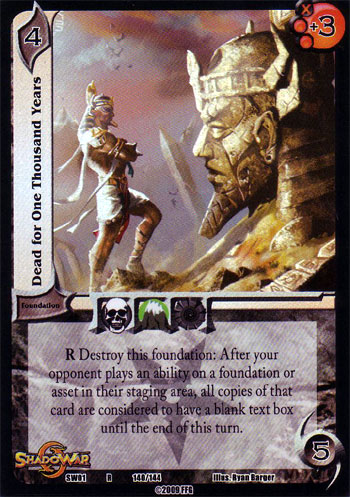 4
+3
Dead for One Thousand Years
Foundation
R Destroy this foundation: After your
opponent plays an ability on a foundation or
asset in their staging area, all copies of that
card are considered to have a blank text box
until the end of this turn.
5
SHADOWAR
SW01 R 140/144 Illus: Ryan Barger
©2009 FFG